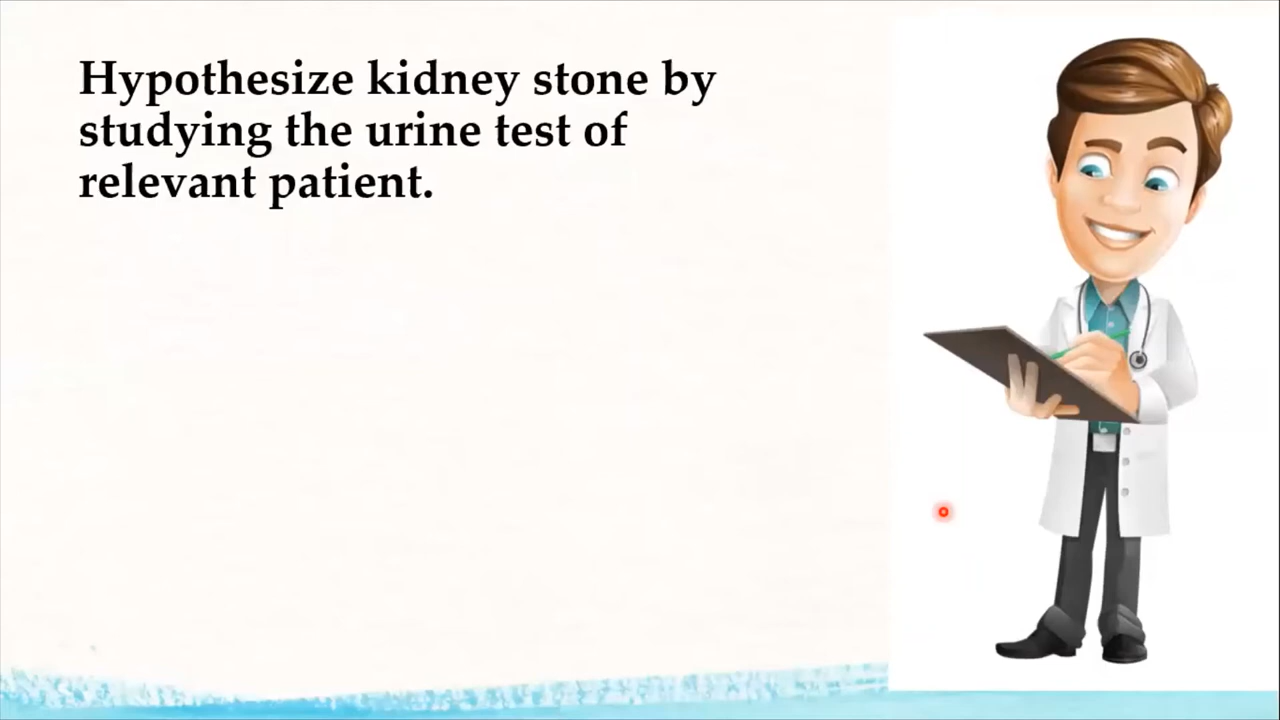 Hypothesize kidney stone by
studying the urine test of
relevant patient.